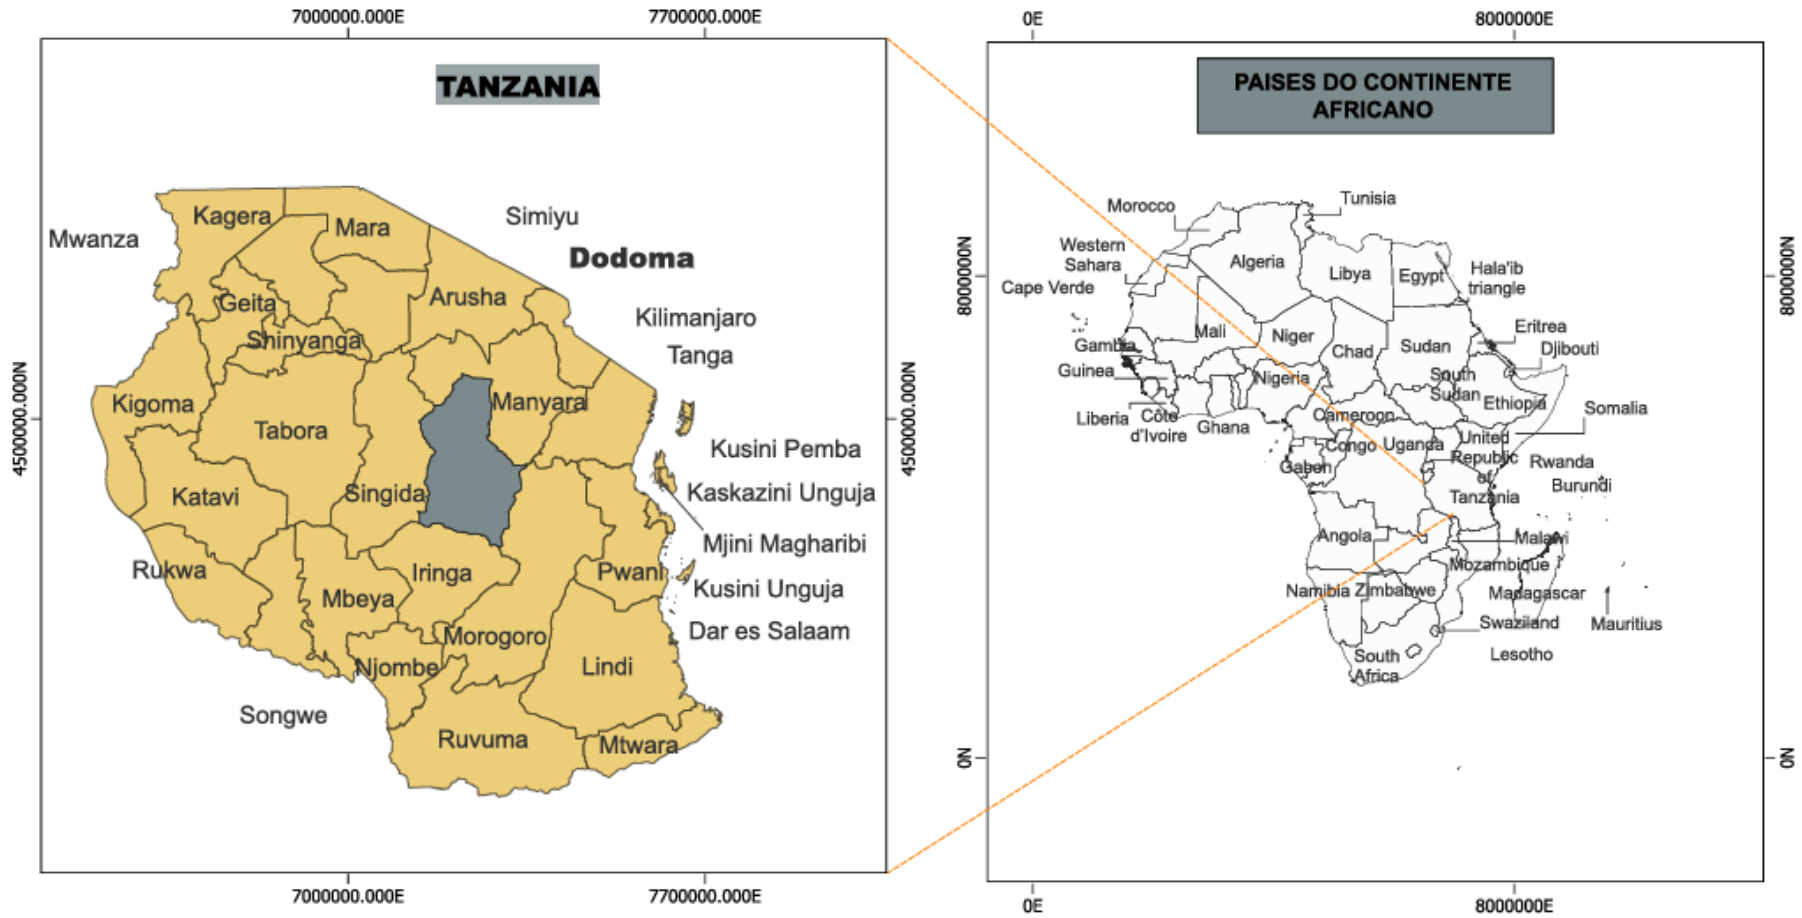 7000000.000E
7700000.000E
TANZANIA
4500000.000N
4500000.000N
Kagera
Mara
Simiyu
Mwanza
Dodoma
Geita
Arusha
Kilimanjaro
Shinyanga
Tanga
Kigoma
Manyara
Tabora
Kusini Pemba
Katavi
Singida
Kaskazini Unguja
Mjini Magharibi
Rukwa
Iringa
Pwani
Kusini Unguja
Mbeya
Dar es Salaam
Morogoro
Njombe
Lindi
Songwe
Ruvuma
Mtwara
7000000.000E
7700000.000E
0E
8000000E
PAISES DO CONTINENTE
AFRICANO
8000000N
8000000N
Morocco
Tunisia
Western
Sahara
Algeria
Libya
Egypt
Hala'ib
triangle
Cape Verde
Mali
Niger
Chad
Sudan
Eritrea
Djibouti
Gambia
Guinea
Nigeria
South
Sudan
Ethiopia
Somalia
Liberia
Côte
d'Ivoire
Ghana
Cameroon
Congo
Uganda
United
Republic
of
Tanzania
Gabon
Rwanda
Burundi
Angola
Malawi
Mozambique
Namibia
Zimbabwe
Madagascar
Swaziland
Mauritius
South
Africa
Lesotho
0N
0N
0E
8000000E